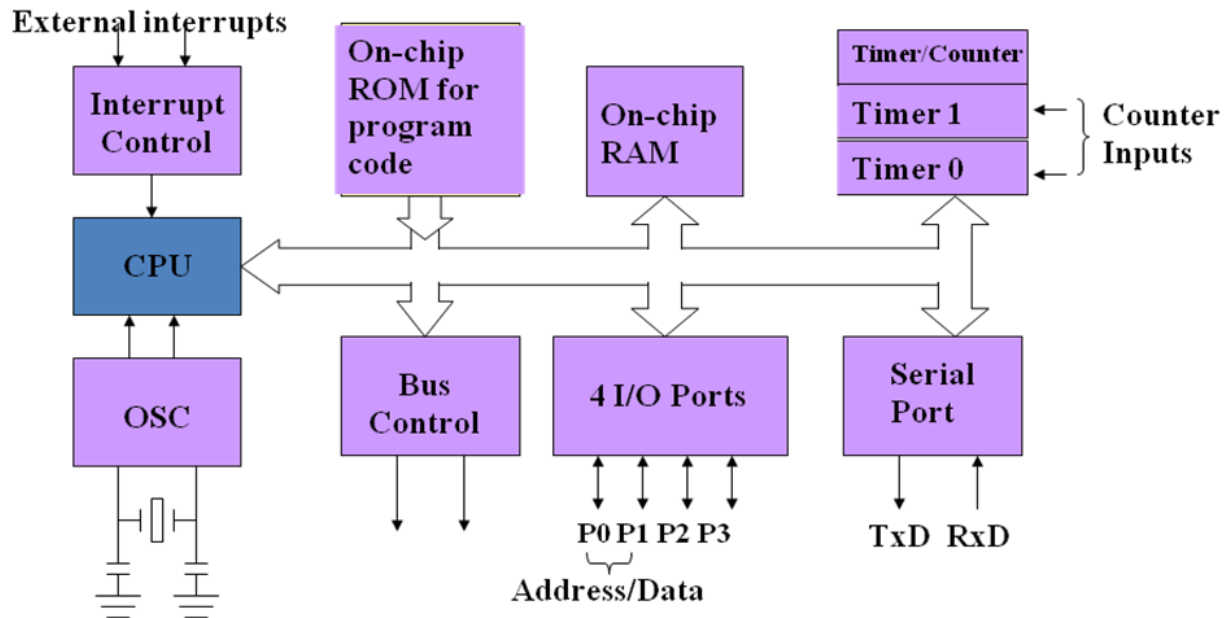 External interrupts
Interrupt
Control
CPU
OSC
On-chip
ROM for
program
code
On-chip
RAM
Timer/Counter
Timer 1
Timer 0
Counter
Inputs
Bus
Control
4 I/O Ports
P0 P1 P2 P3
Address/Data
Serial
Port
TxD RxD